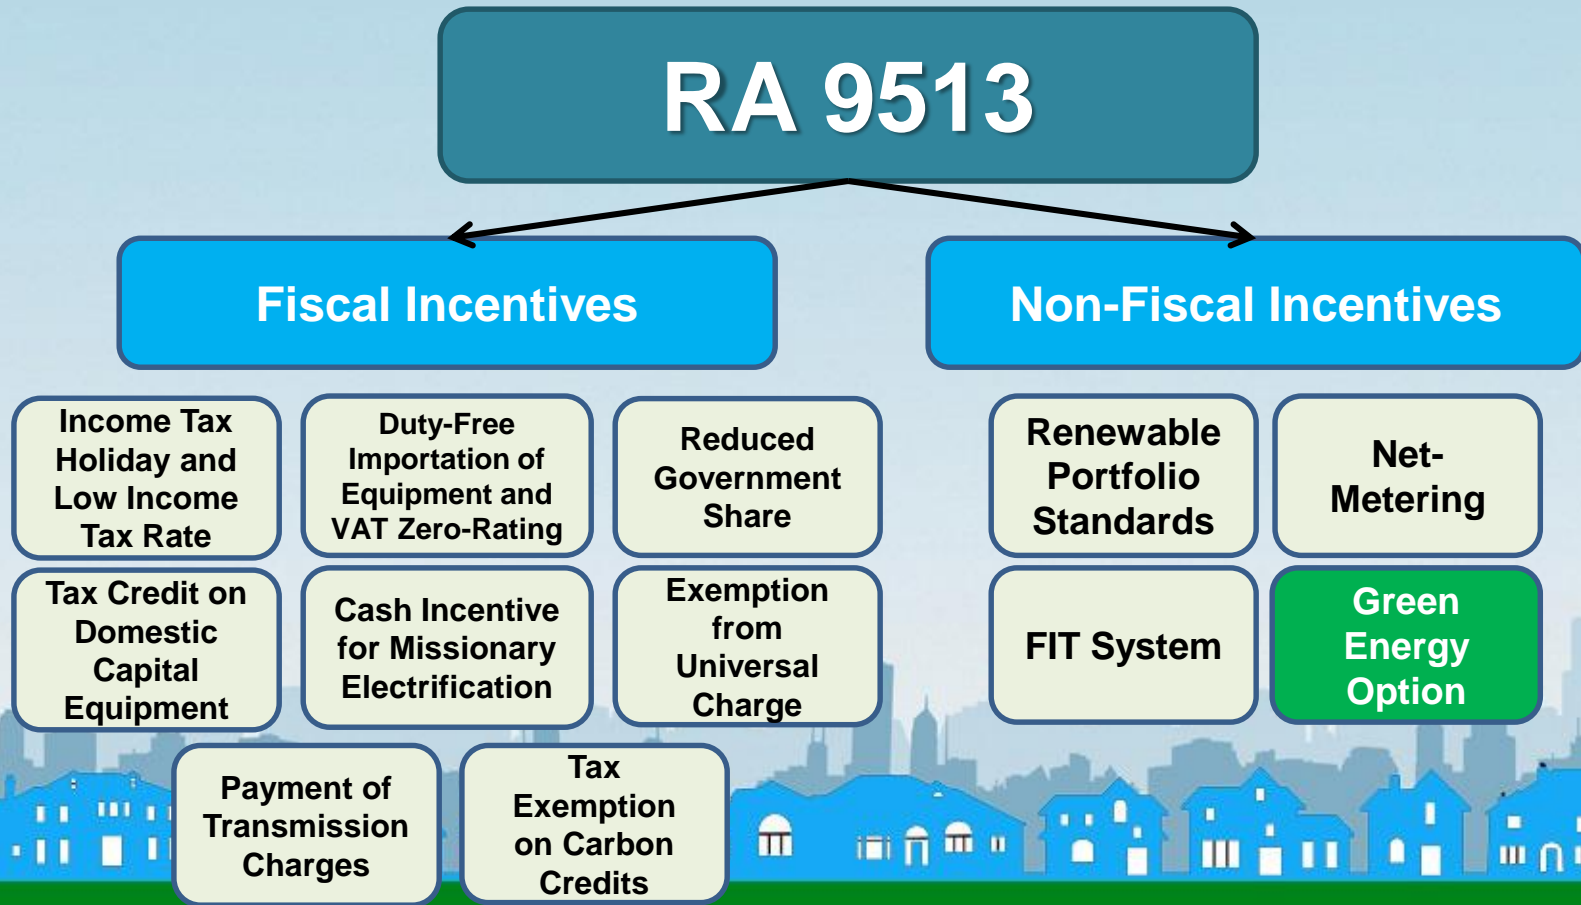 RA 9513
Fiscal Incentives
Non-Fiscal Incentives
Income Tax
Holiday and
Low Income
Tax Rate
Duty-Free
Importation of
Equipment and
VAT Zero-Rating
Reduced
Government
Share
Renewable
Portfolio
Standards
Net-
Metering
Tax Credit on
Domestic
Capital
Equipment
Cash Incentive
for Missionary
Electrification
Exemption
from
Universal
Charge
FIT System
Green
Energy
Option
Payment of
Transmission
Charges
Tax
Exemption
on Carbon
Credits